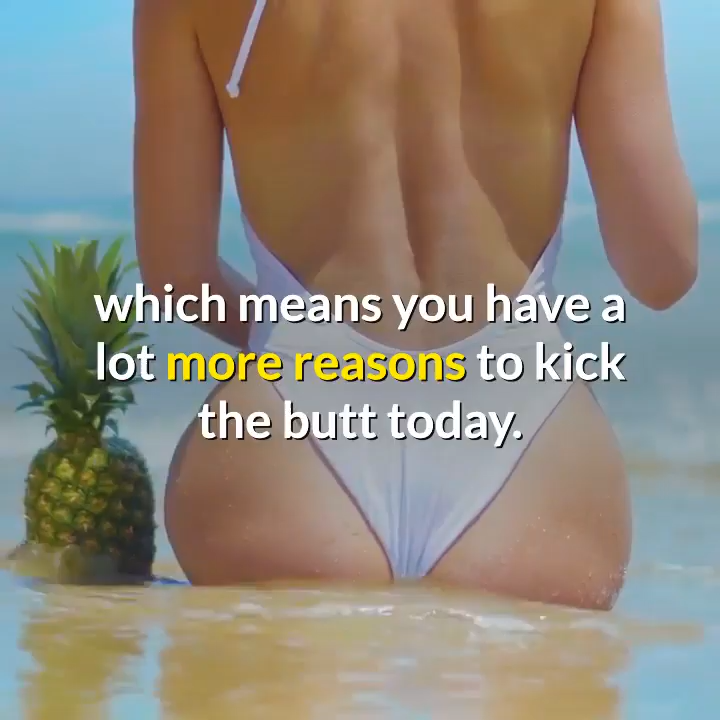 which means you have a
lot more reasons to kick
the butt today.